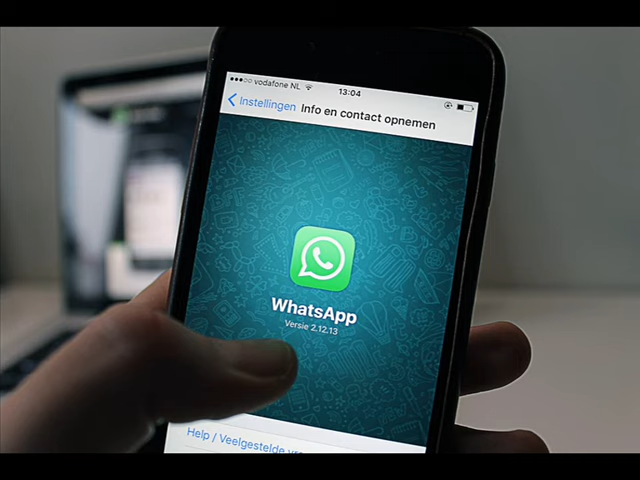 vodafone NL 13:04
Instellingen Info en contact opnemen
WhatsApp
Versie 2.12.13
Help / Veelgestelde